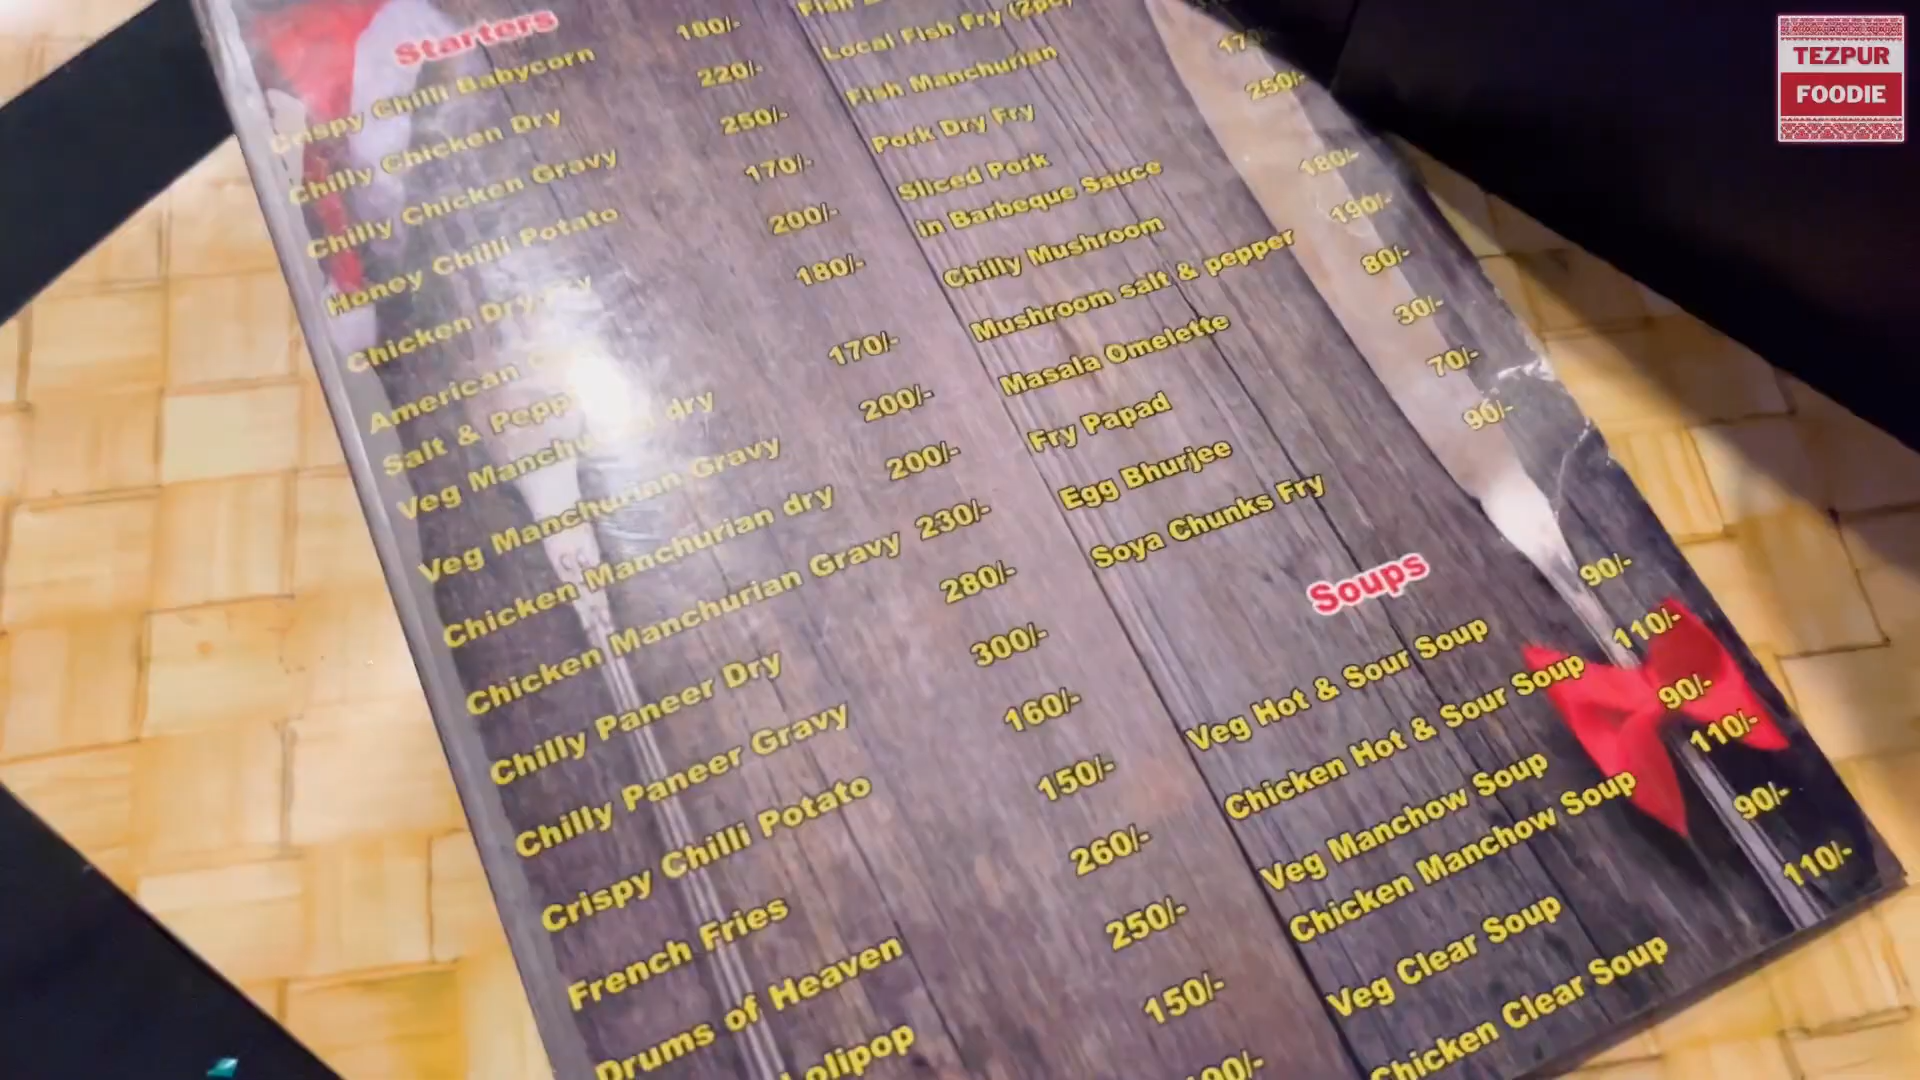 TEZPUR
FOODIE
Starters
Crispy Chilli Babycorn 180/-
Chilly Chicken Dry 220/-
Chilly Chicken Gravy 250/-
Honey Chilli Potato 170/-
Chicken Dry Fry 200/-
American 180/-
Salt &
Veg Manchurian dry 170/-
Veg Manchurian Gravy 200/-
Chicken Manchurian dry 200/-
Chicken Manchurian Gravy 230/-
Chilly Paneer Dry 280/-
Chilly Paneer Gravy 300/-
Crispy Chilli Potato 160/-
French Fries 150/-
Drums of Heaven 260/-
Lolipop 250/-
150/-
Fish
Local Fish Fry (2pc)
Fish Manchurian
Pork Dry Fry 170/-
Sliced Pork 250/-
in Barbeque Sauce
Chilly Mushroom 180/-
Mushroom salt & pepper 190/-
Masala Omelette 80/-
Fry Papad 30/-
Egg Bhurjee 70/-
Soya Chunks Fry 90/-
Soups
Veg Hot & Sour Soup 90/-
Chicken Hot & Sour Soup 110/-
Veg Manchow Soup 90/-
Chicken Manchow Soup 110/-
Veg Clear Soup 90/-
Chicken Clear Soup 110/-